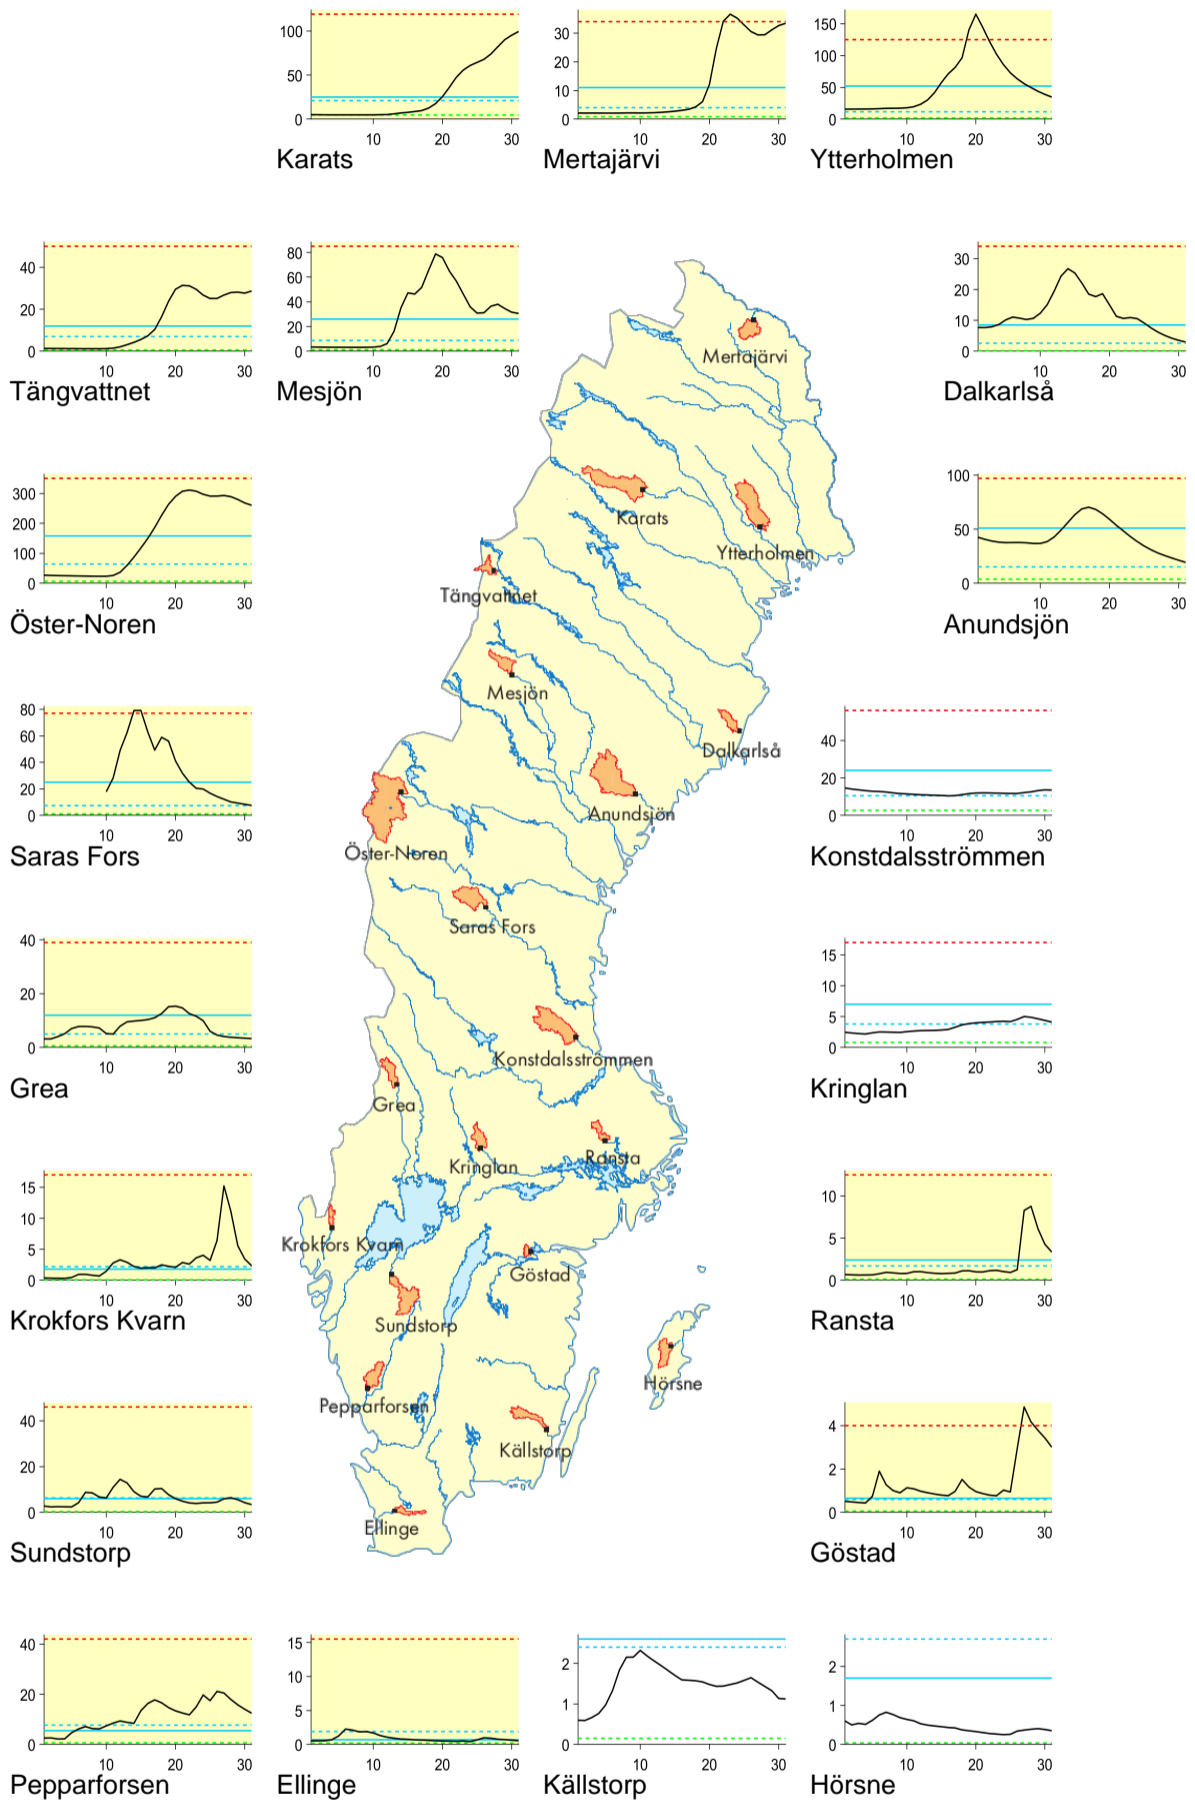 100
50
0
10 20 30
Karats
30
20
10
0
10 20 30
Mertajärvi
150
100
50
0
10 20 30
Ytterholmen
40
20
0
10 20 30
Tängvattnet
80
60
40
20
0
10 20 30
Mesjön
30
20
10
0
10 20 30
Dalkarlså
300
200
100
0
10 20 30
Öster-Noren
100
50
0
10 20 30
Anundsjön
80
60
40
20
0
10 20 30
Saras Fors
40
20
0
10 20 30
Konstdalsströmmen
40
20
0
10 20 30
Grea
15
10
5
0
10 20 30
Kringlan
15
10
5
0
10 20 30
Krokfors Kvarn
10
5
0
10 20 30
Ransta
40
20
0
10 20 30
Sundstorp
4
2
0
10 20 30
Göstad
40
20
0
10 20 30
Pepparforsen
15
10
5
0
10 20 30
Ellinge
2
1
0
10 20 30
Källstorp
2
1
0
10 20 30
Hörsne
Mertajärvi
Karats
Ytterholmen
Tängvattnet
Mesjön
Dalkarlså
Anundsjön
Öster-Noren
Saras Fors
Konstdalsströmmen
Grea
Kringlan
Ransta
Krokfors Kvarn
Göstad
Sundstorp
Hörsne
Pepparforsen
Källstorp
Ellinge